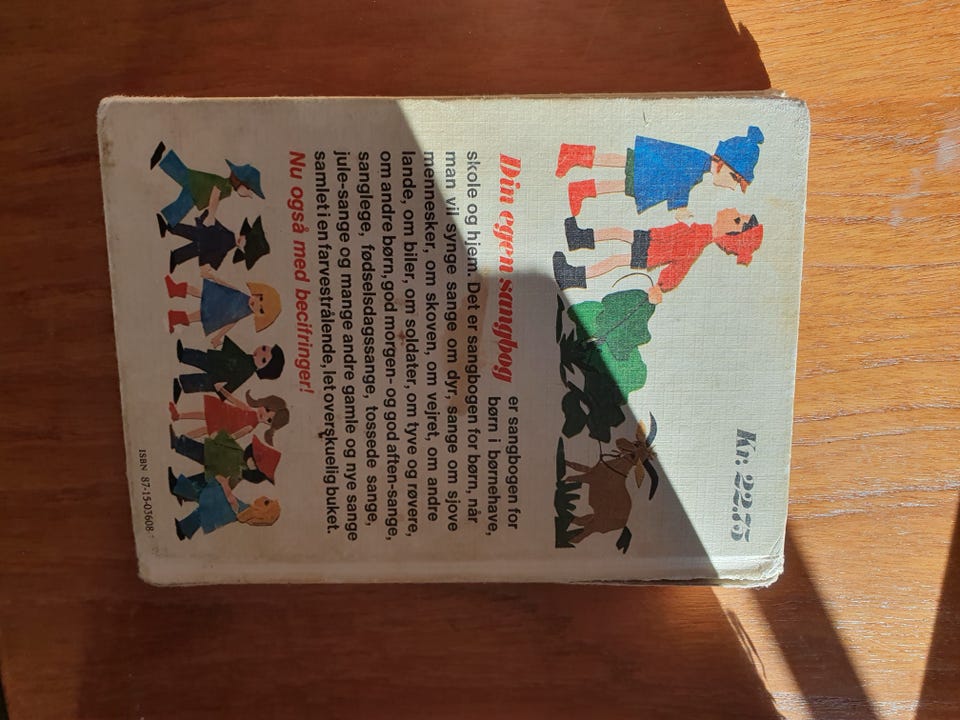 Kr. 22.75
Din egen sangbog er sangbogen for
børn i børnehave,
skole og hjem. Det er sangbogen for børn, når
man vil synge sange om dyr, sange om sjove
mennesker, om skoven, om vejret, om andre
lande, om biler, om soldater, om tyve og røvere,
om andre børn, god morgen- og god aften-sange,
sanglege, fødselsdagssange, tossede sange,
jule-sange og mange andre gamle og nye sange
samlet i en farvestrålende, let overskuelig buket.
Nu også med becifringer!
ISBN 87-15-03608-